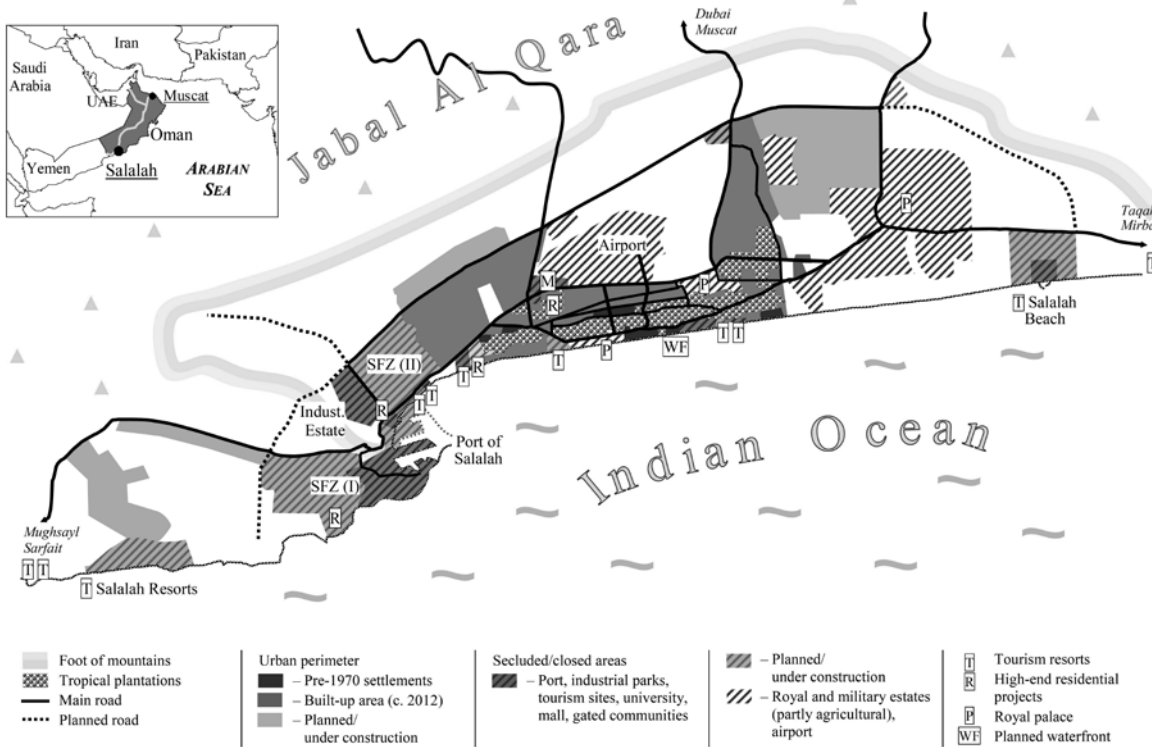 Iran
Pakistan
Saudi
Arabia
UAE
Muscat
Oman
Yemen
Salalah
ARABIAN
SEA
Jabal Al Qara
Dubai
Muscat
Airport
P
Taqah
M
R
P
T
T Salalah
Beach
SFZ (II)
T
R
T
P
WF
T T
Indust.
Estate
R
T
T
Port of
Salalah
Indian Ocean
SFZ (I)
R
Mughsayl
Sarfait
T T
T Salalah Resorts
Foot of mountains
Tropical plantations
Main road
Planned road
Urban perimeter
– Pre-1970 settlements
– Built-up area (c. 2012)
– Planned/
under construction
Secluded/closed areas
– Port, industrial parks,
tourism sites, university,
mall, gated communities
– Planned/
under construction
– Royal and military estates
(partly agricultural),
airport
T Tourism resorts
R High-end residential
projects
P Royal palace
WF Planned waterfront